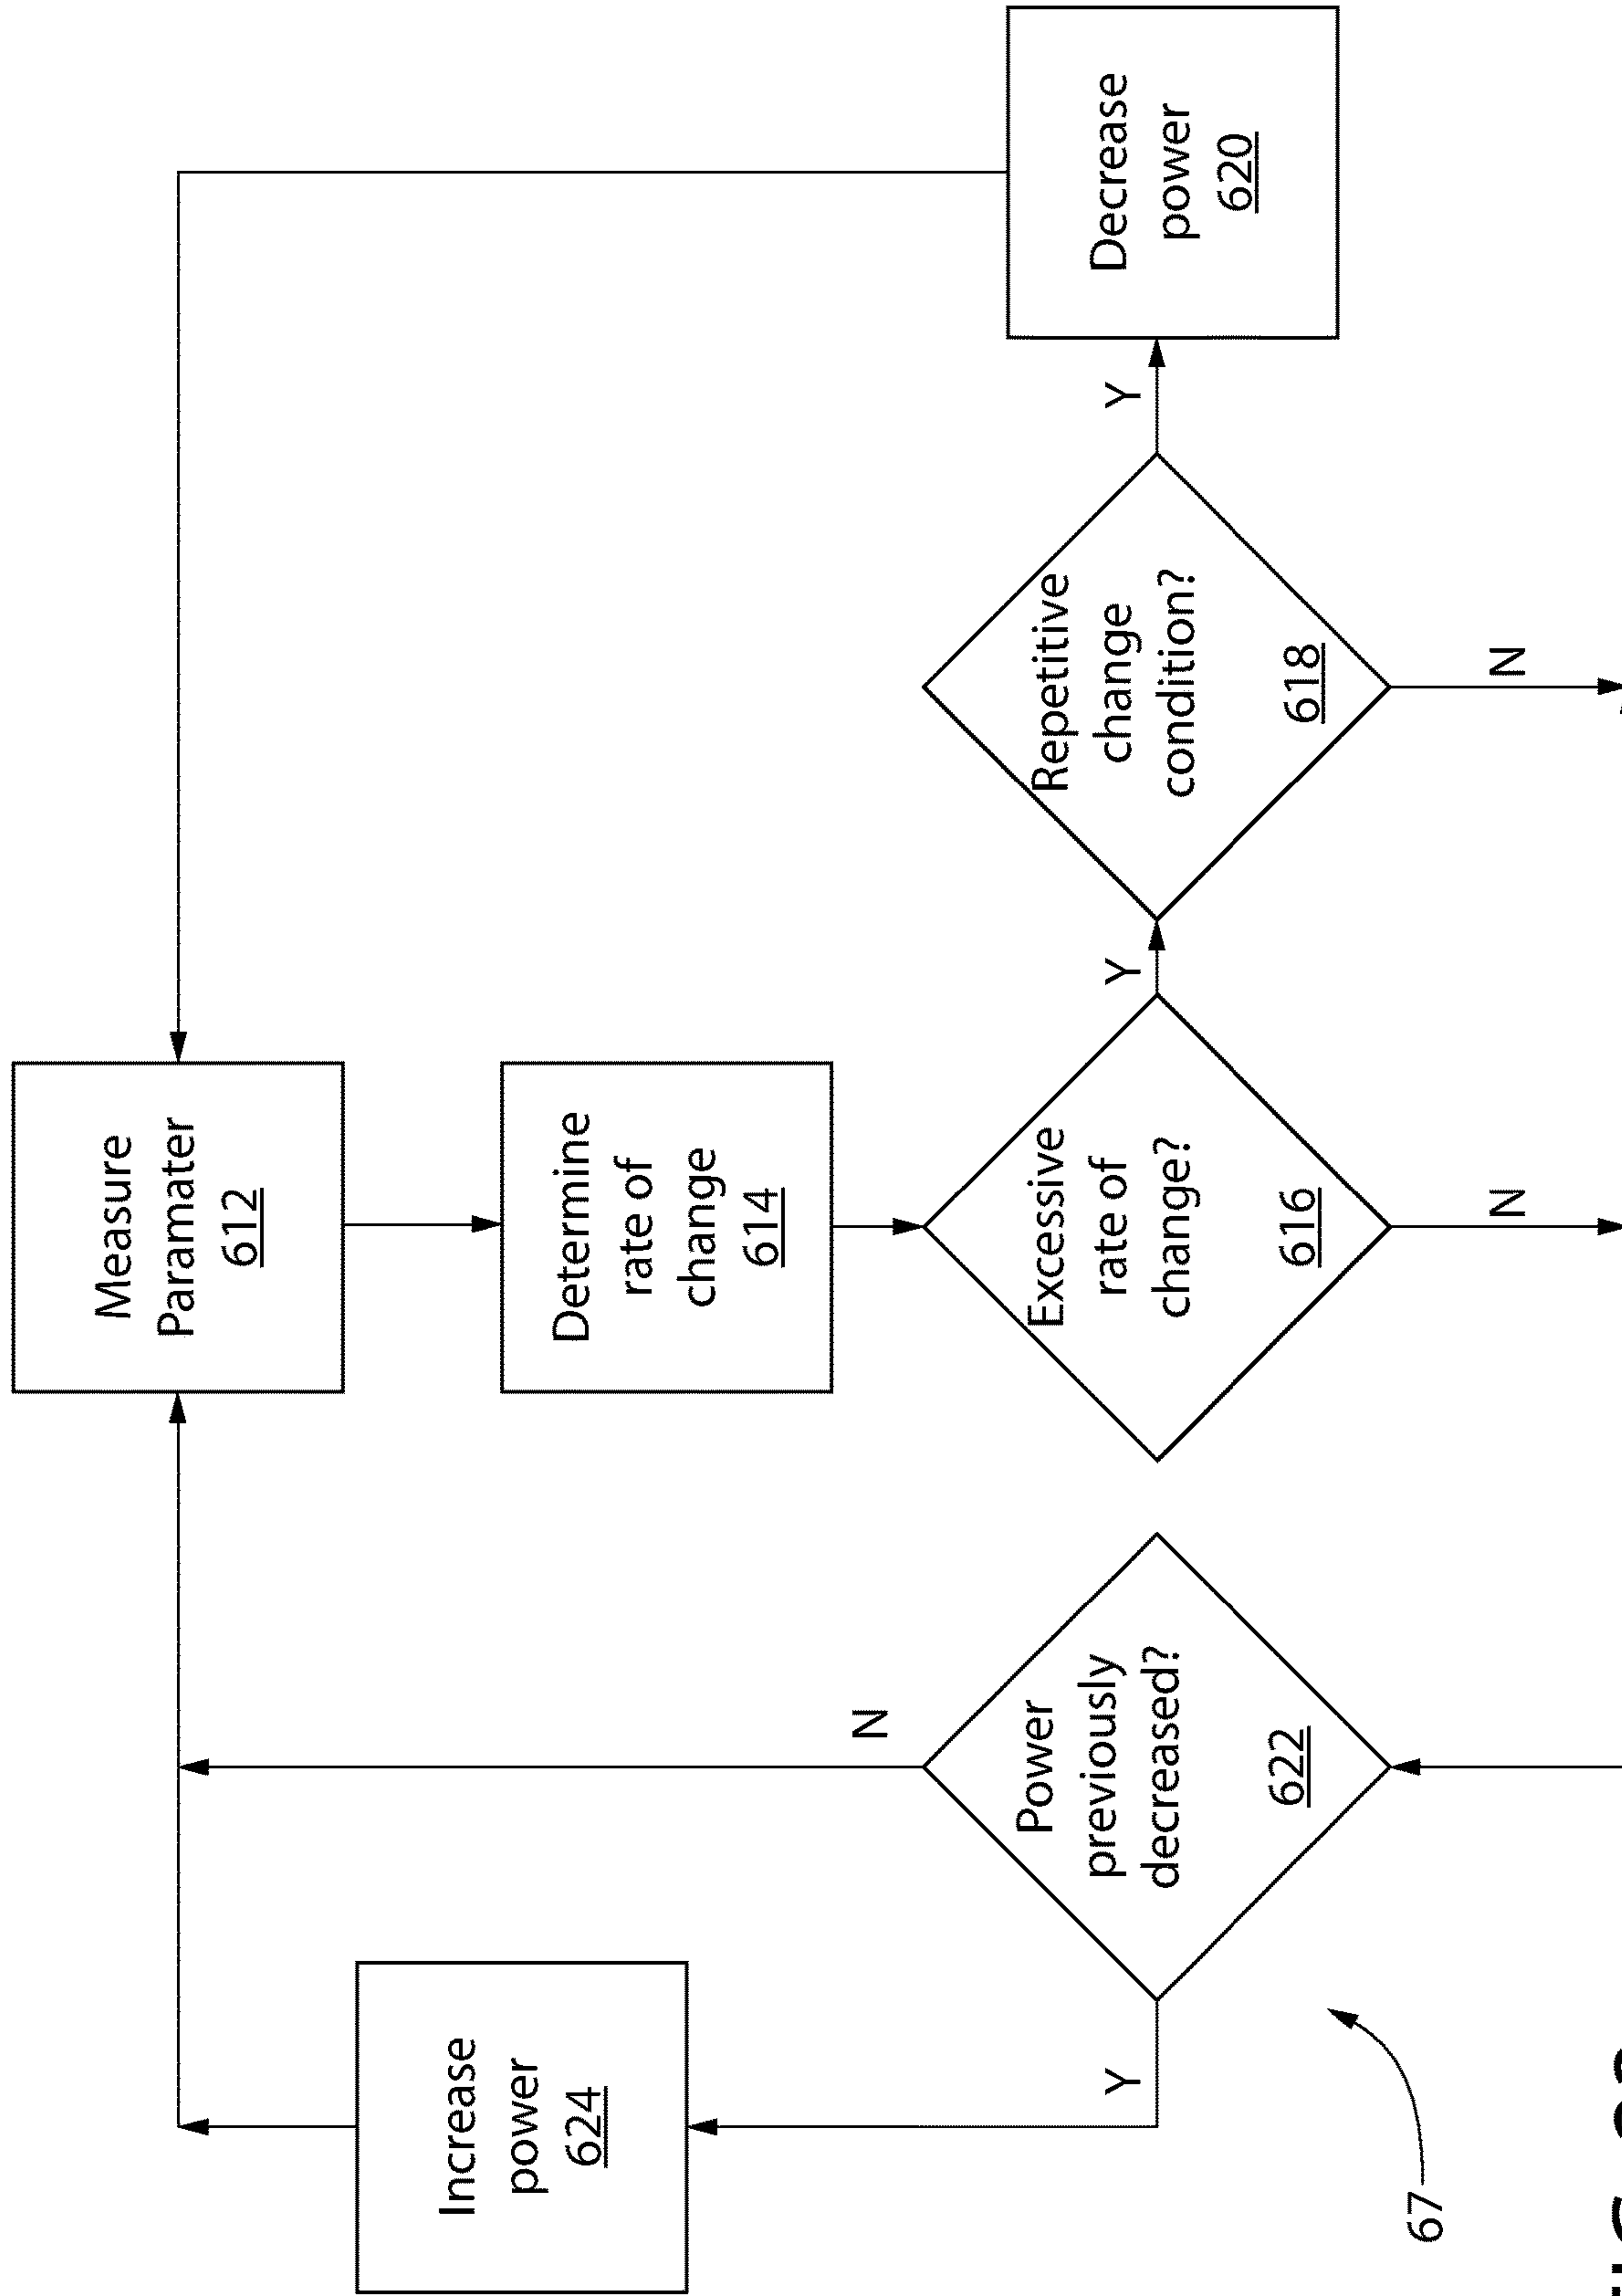 Measure
Paramater
612
Determine
rate of
change
614
Excessive
rate of
change?
616
Y
N
Repetitive
change
condition?
618
Y
N
Decrease
power
620
Power
previously
decreased?
622
N
Y
Increase
power
624
67